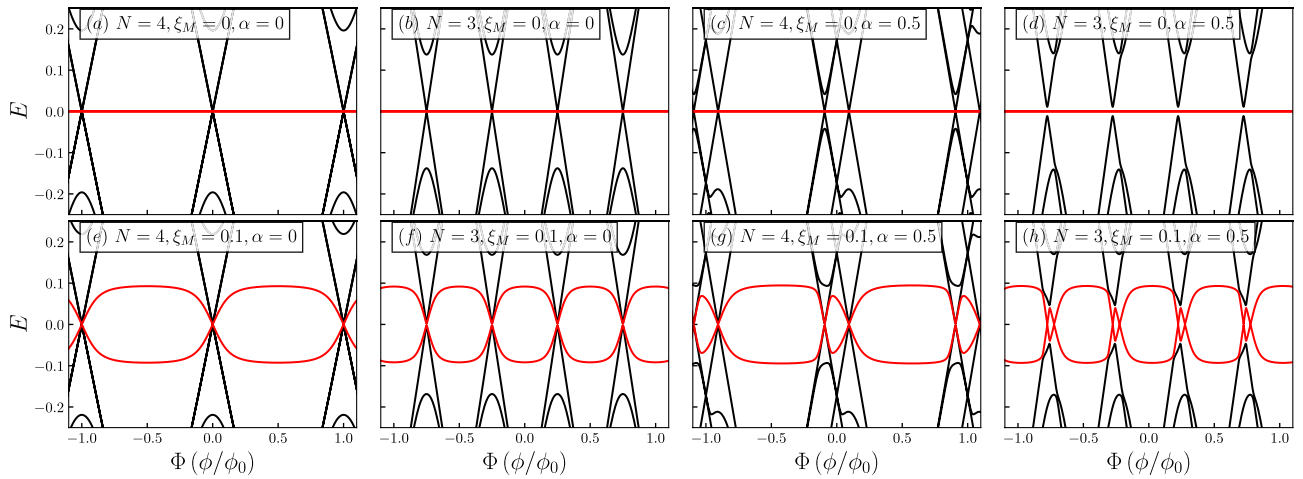 (a) N = 4, ξ_M = 0, α = 0
(b) N = 3, ξ_M = 0, α = 0
(c) N = 4, ξ_M = 0, α = 0.5
(d) N = 3, ξ_M = 0, α = 0.5
E
0.2
0.1
0.0
−0.1
−0.2
(e) N = 4, ξ_M = 0.1, α = 0
(f) N = 3, ξ_M = 0.1, α = 0
(g) N = 4, ξ_M = 0.1, α = 0.5
(h) N = 3, ξ_M = 0.1, α = 0.5
E
0.2
0.1
0.0
−0.1
−0.2
−1.0 −0.5 0.0 0.5 1.0
−1.0 −0.5 0.0 0.5 1.0
−1.0 −0.5 0.0 0.5 1.0
−1.0 −0.5 0.0 0.5 1.0
Φ (ϕ/ϕ₀)
Φ (ϕ/ϕ₀)
Φ (ϕ/ϕ₀)
Φ (ϕ/ϕ₀)